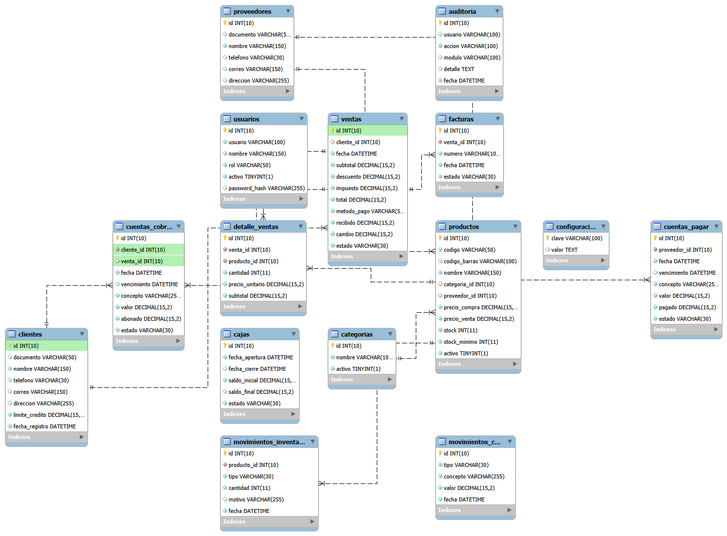 proveedores
id INT(10)
documento VARCHAR(5...
nombre VARCHAR(150)
telefono VARCHAR(30)
correo VARCHAR(150)
direccion VARCHAR(255)
Indexes
auditoria
id INT(10)
usuario VARCHAR(100)
accion VARCHAR(100)
modulo VARCHAR(100)
detalle TEXT
fecha DATETIME
Indexes
usuarios
id INT(10)
usuario VARCHAR(100)
nombre VARCHAR(150)
rol VARCHAR(50)
activo TINYINT(1)
password_hash VARCHAR(255)
Indexes
ventas
id INT(10)
cliente_id INT(10)
fecha DATETIME
subtotal DECIMAL(15,2)
descuento DECIMAL(15,2)
impuesto DECIMAL(15,2)
total DECIMAL(15,2)
metodo_pago VARCHAR(5...
recibido DECIMAL(15,2)
cambio DECIMAL(15,2)
estado VARCHAR(30)
Indexes
facturas
id INT(10)
venta_id INT(10)
numero VARCHAR(10...
fecha DATETIME
estado VARCHAR(30)
Indexes
cuentas_cobr...
id INT(10)
cliente_id INT(10)
venta_id INT(10)
fecha DATETIME
vencimiento DATETIME
concepto VARCHAR(25...
valor DECIMAL(15,2)
abonado DECIMAL(15,2)
estado VARCHAR(30)
Indexes
detalle_ventas
id INT(10)
venta_id INT(10)
producto_id INT(10)
cantidad INT(11)
precio_unitario DECIMAL(15,2)
subtotal DECIMAL(15,2)
Indexes
productos
id INT(10)
codigo VARCHAR(50)
codigo_barras VARCHAR(100)
nombre VARCHAR(150)
categoria_id INT(10)
proveedor_id INT(10)
precio_compra DECIMAL(15,...
precio_venta DECIMAL(15,2)
stock INT(11)
stock_minimo INT(11)
activo TINYINT(1)
Indexes
configuraci...
clave VARCHAR(100)
valor TEXT
Indexes
cuentas_pagar
id INT(10)
proveedor_id INT(10)
fecha DATETIME
vencimiento DATETIME
concepto VARCHAR(25...
valor DECIMAL(15,2)
pagado DECIMAL(15,2)
estado VARCHAR(30)
Indexes
clientes
id INT(10)
documento VARCHAR(50)
nombre VARCHAR(150)
telefono VARCHAR(30)
correo VARCHAR(150)
direccion VARCHAR(255)
limite_credito DECIMAL(15,...
fecha_registro DATETIME
Indexes
cajas
id INT(10)
fecha_apertura DATETIME
fecha_cierre DATETIME
saldo_inicial DECIMAL(15,...
saldo_final DECIMAL(15,2)
estado VARCHAR(30)
Indexes
categorias
id INT(10)
nombre VARCHAR(10...
activo TINYINT(1)
Indexes
movimientos_inventa...
id INT(10)
producto_id INT(10)
tipo VARCHAR(30)
cantidad INT(11)
motivo VARCHAR(255)
fecha DATETIME
Indexes
movimientos_c...
id INT(10)
tipo VARCHAR(30)
concepto VARCHAR(255)
valor DECIMAL(15,2)
fecha DATETIME
Indexes